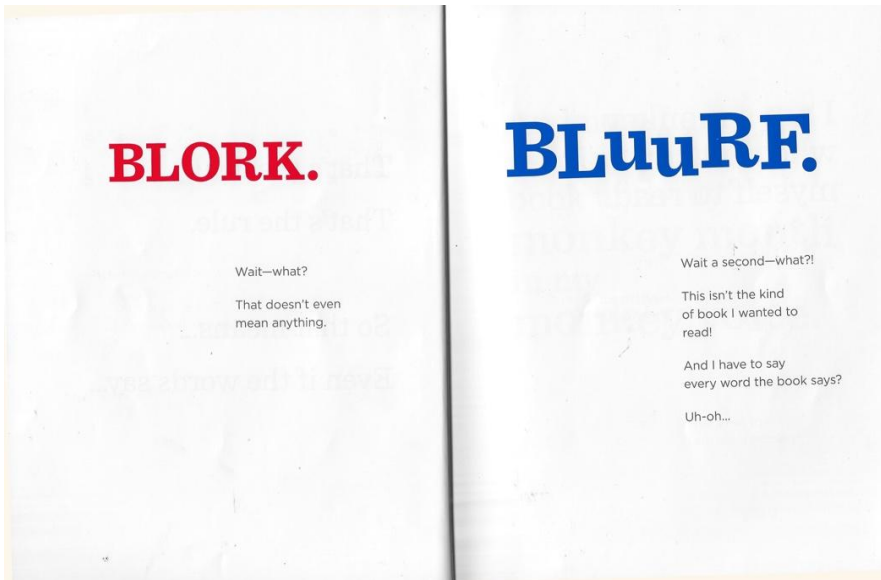 BLORK.
Wait—what?
That doesn't even
mean anything.
BLuuRF.
Wait a second—what?!
This isn't the kind
of book I wanted to
read!
And I have to say
every word the book says?
Uh-oh...